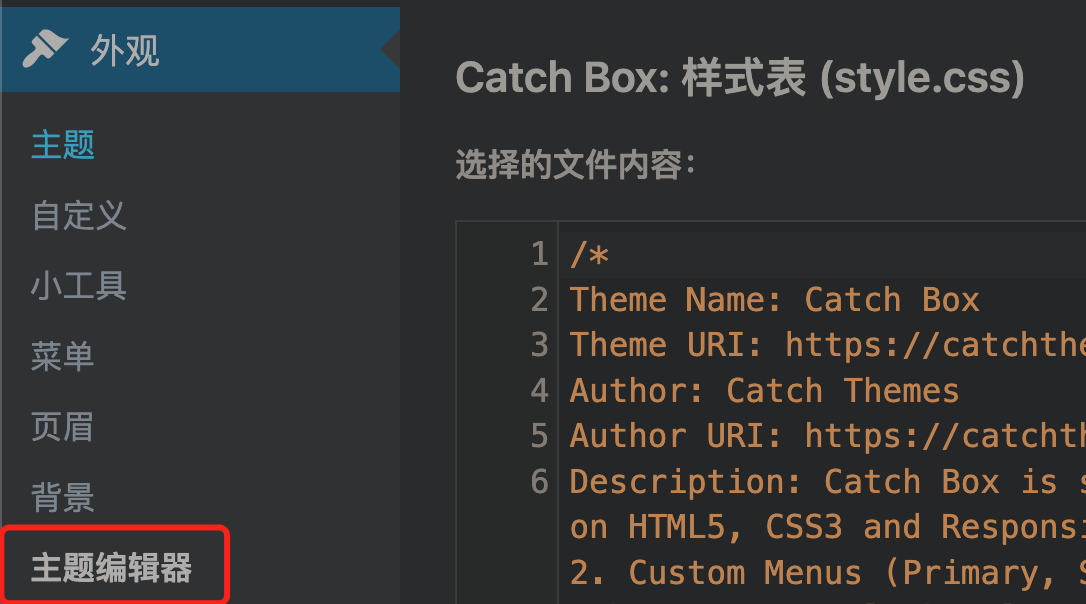 外观
主题
自定义
小工具
菜单
页眉
背景
主题编辑器
Catch Box: 样式表 (style.css)
选择的文件内容：
1 /*
2 Theme Name: Catch Box
3 Theme URI: https://catchthe
4 Author: Catch Themes
5 Author URI: https://catchth
6 Description: Catch Box is s
on HTML5, CSS3 and Responsi
2. Custom Menus (Primary, S